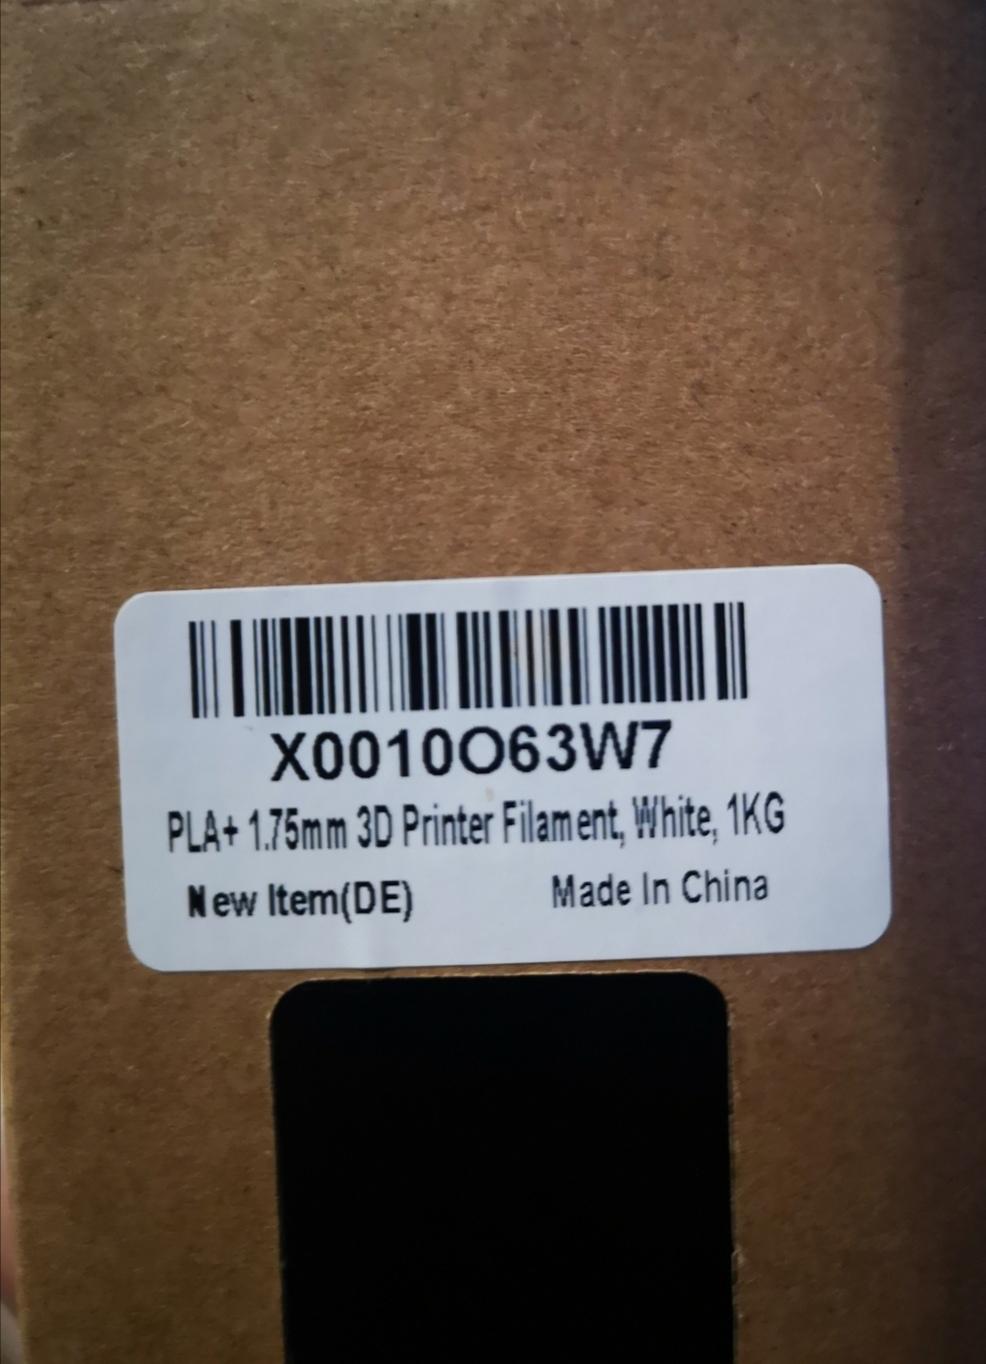 X0010O63W7
PLA+ 1.75mm 3D Printer Filament, White, 1KG
New Item(DE) Made In China